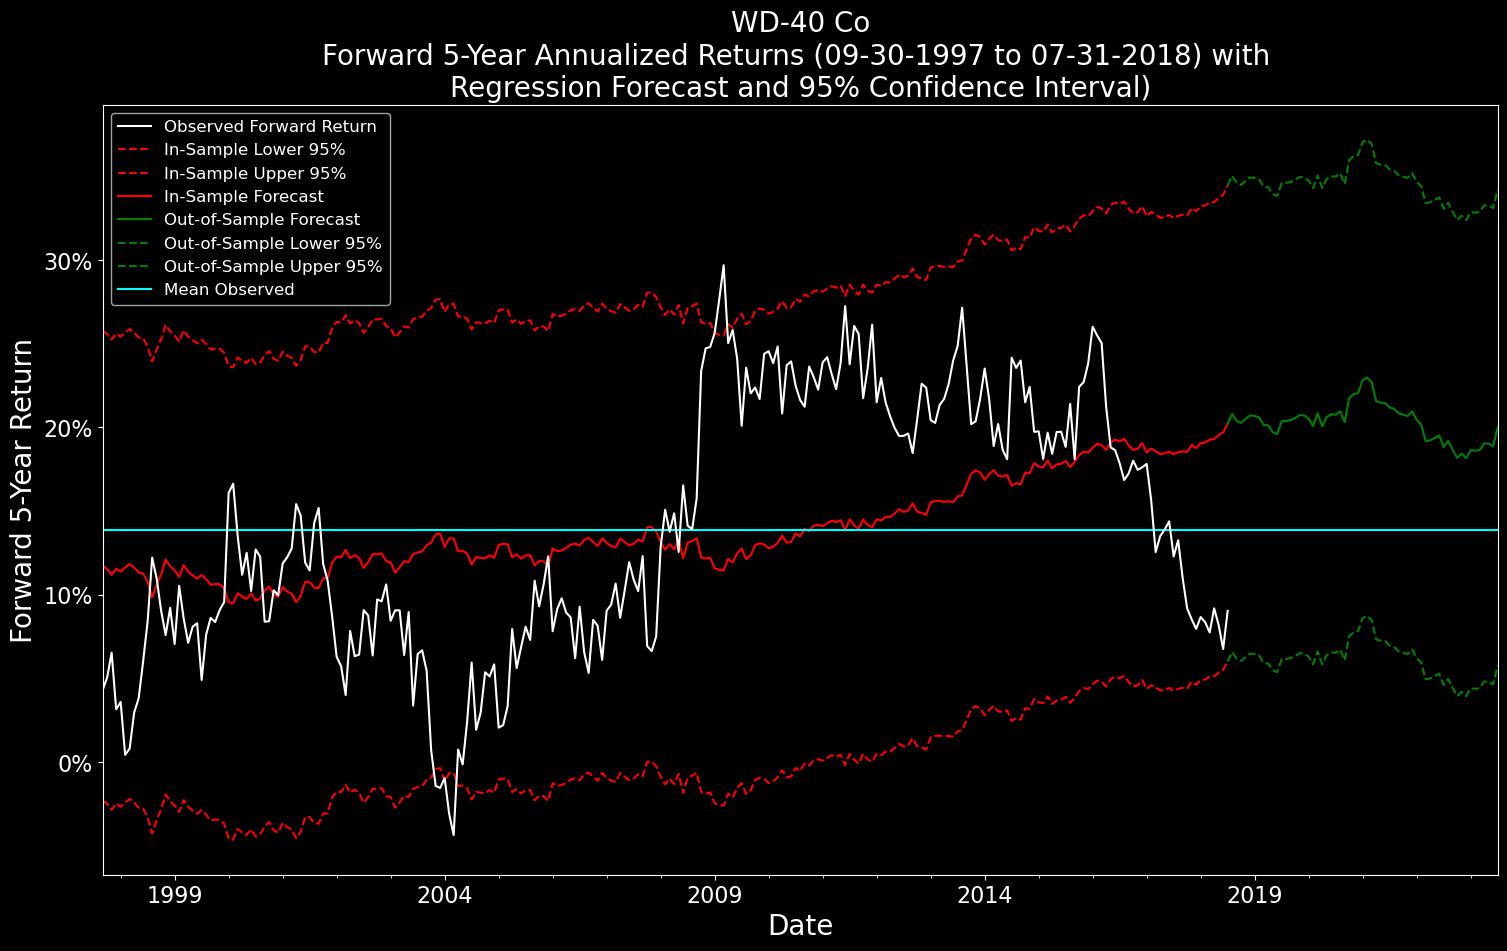 WD-40 Co
Forward 5-Year Annualized Returns (09-30-1997 to 07-31-2018) with
Regression Forecast and 95% Confidence Interval)
Observed Forward Return
In-Sample Lower 95%
In-Sample Upper 95%
In-Sample Forecast
Out-of-Sample Forecast
Out-of-Sample Lower 95%
Out-of-Sample Upper 95%
Mean Observed
Forward 5-Year Return
30%
20%
10%
0%
1999
2004
2009
2014
2019
Date